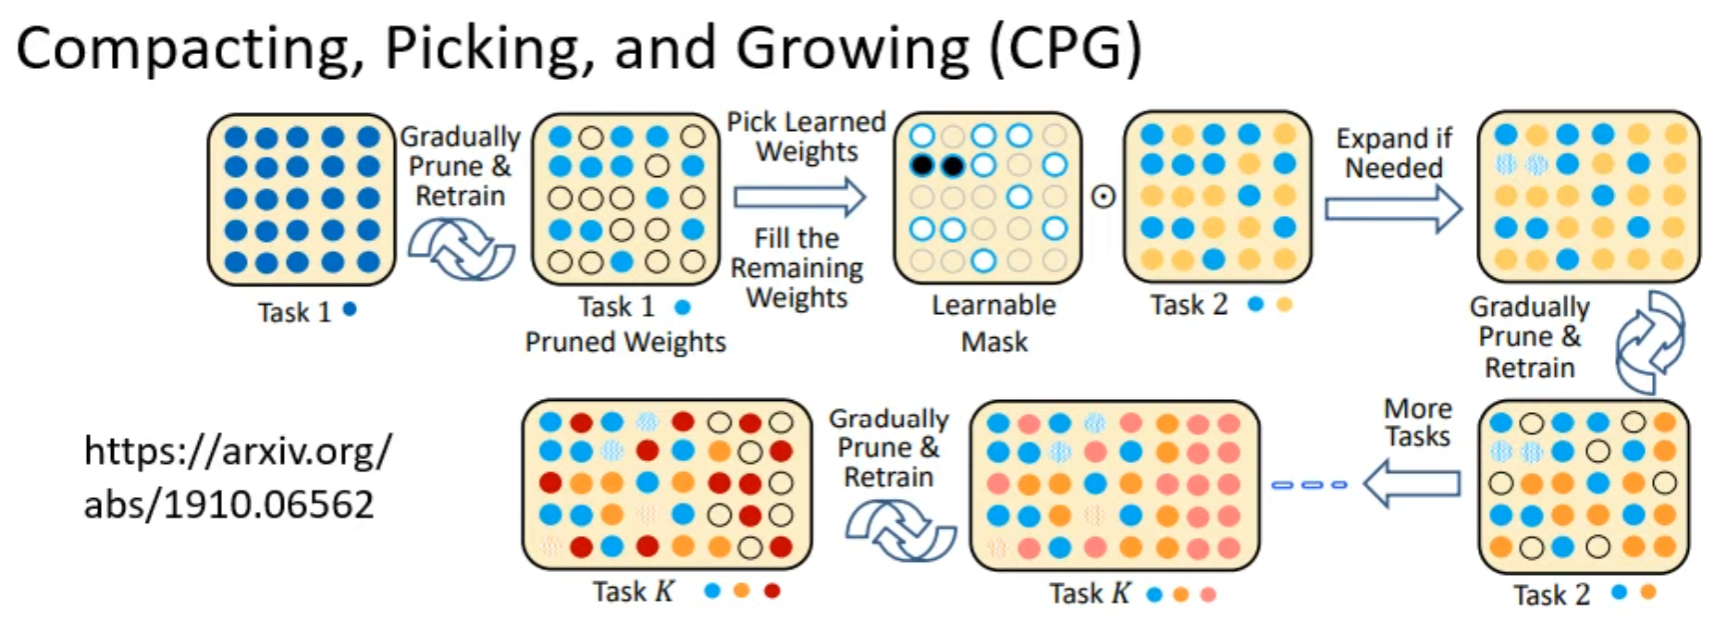 Compacting, Picking, and Growing (CPG)
Gradually
Prune &
Retrain
Pick Learned
Weights
Fill the
Remaining
Weights
⊙
Expand if
Needed
Task 1
Task 1
Pruned Weights
Learnable
Mask
Task 2
Gradually
Prune &
Retrain
More
Tasks
Task 2
Gradually
Prune &
Retrain
Task K
Task K
https://arxiv.org/
abs/1910.06562